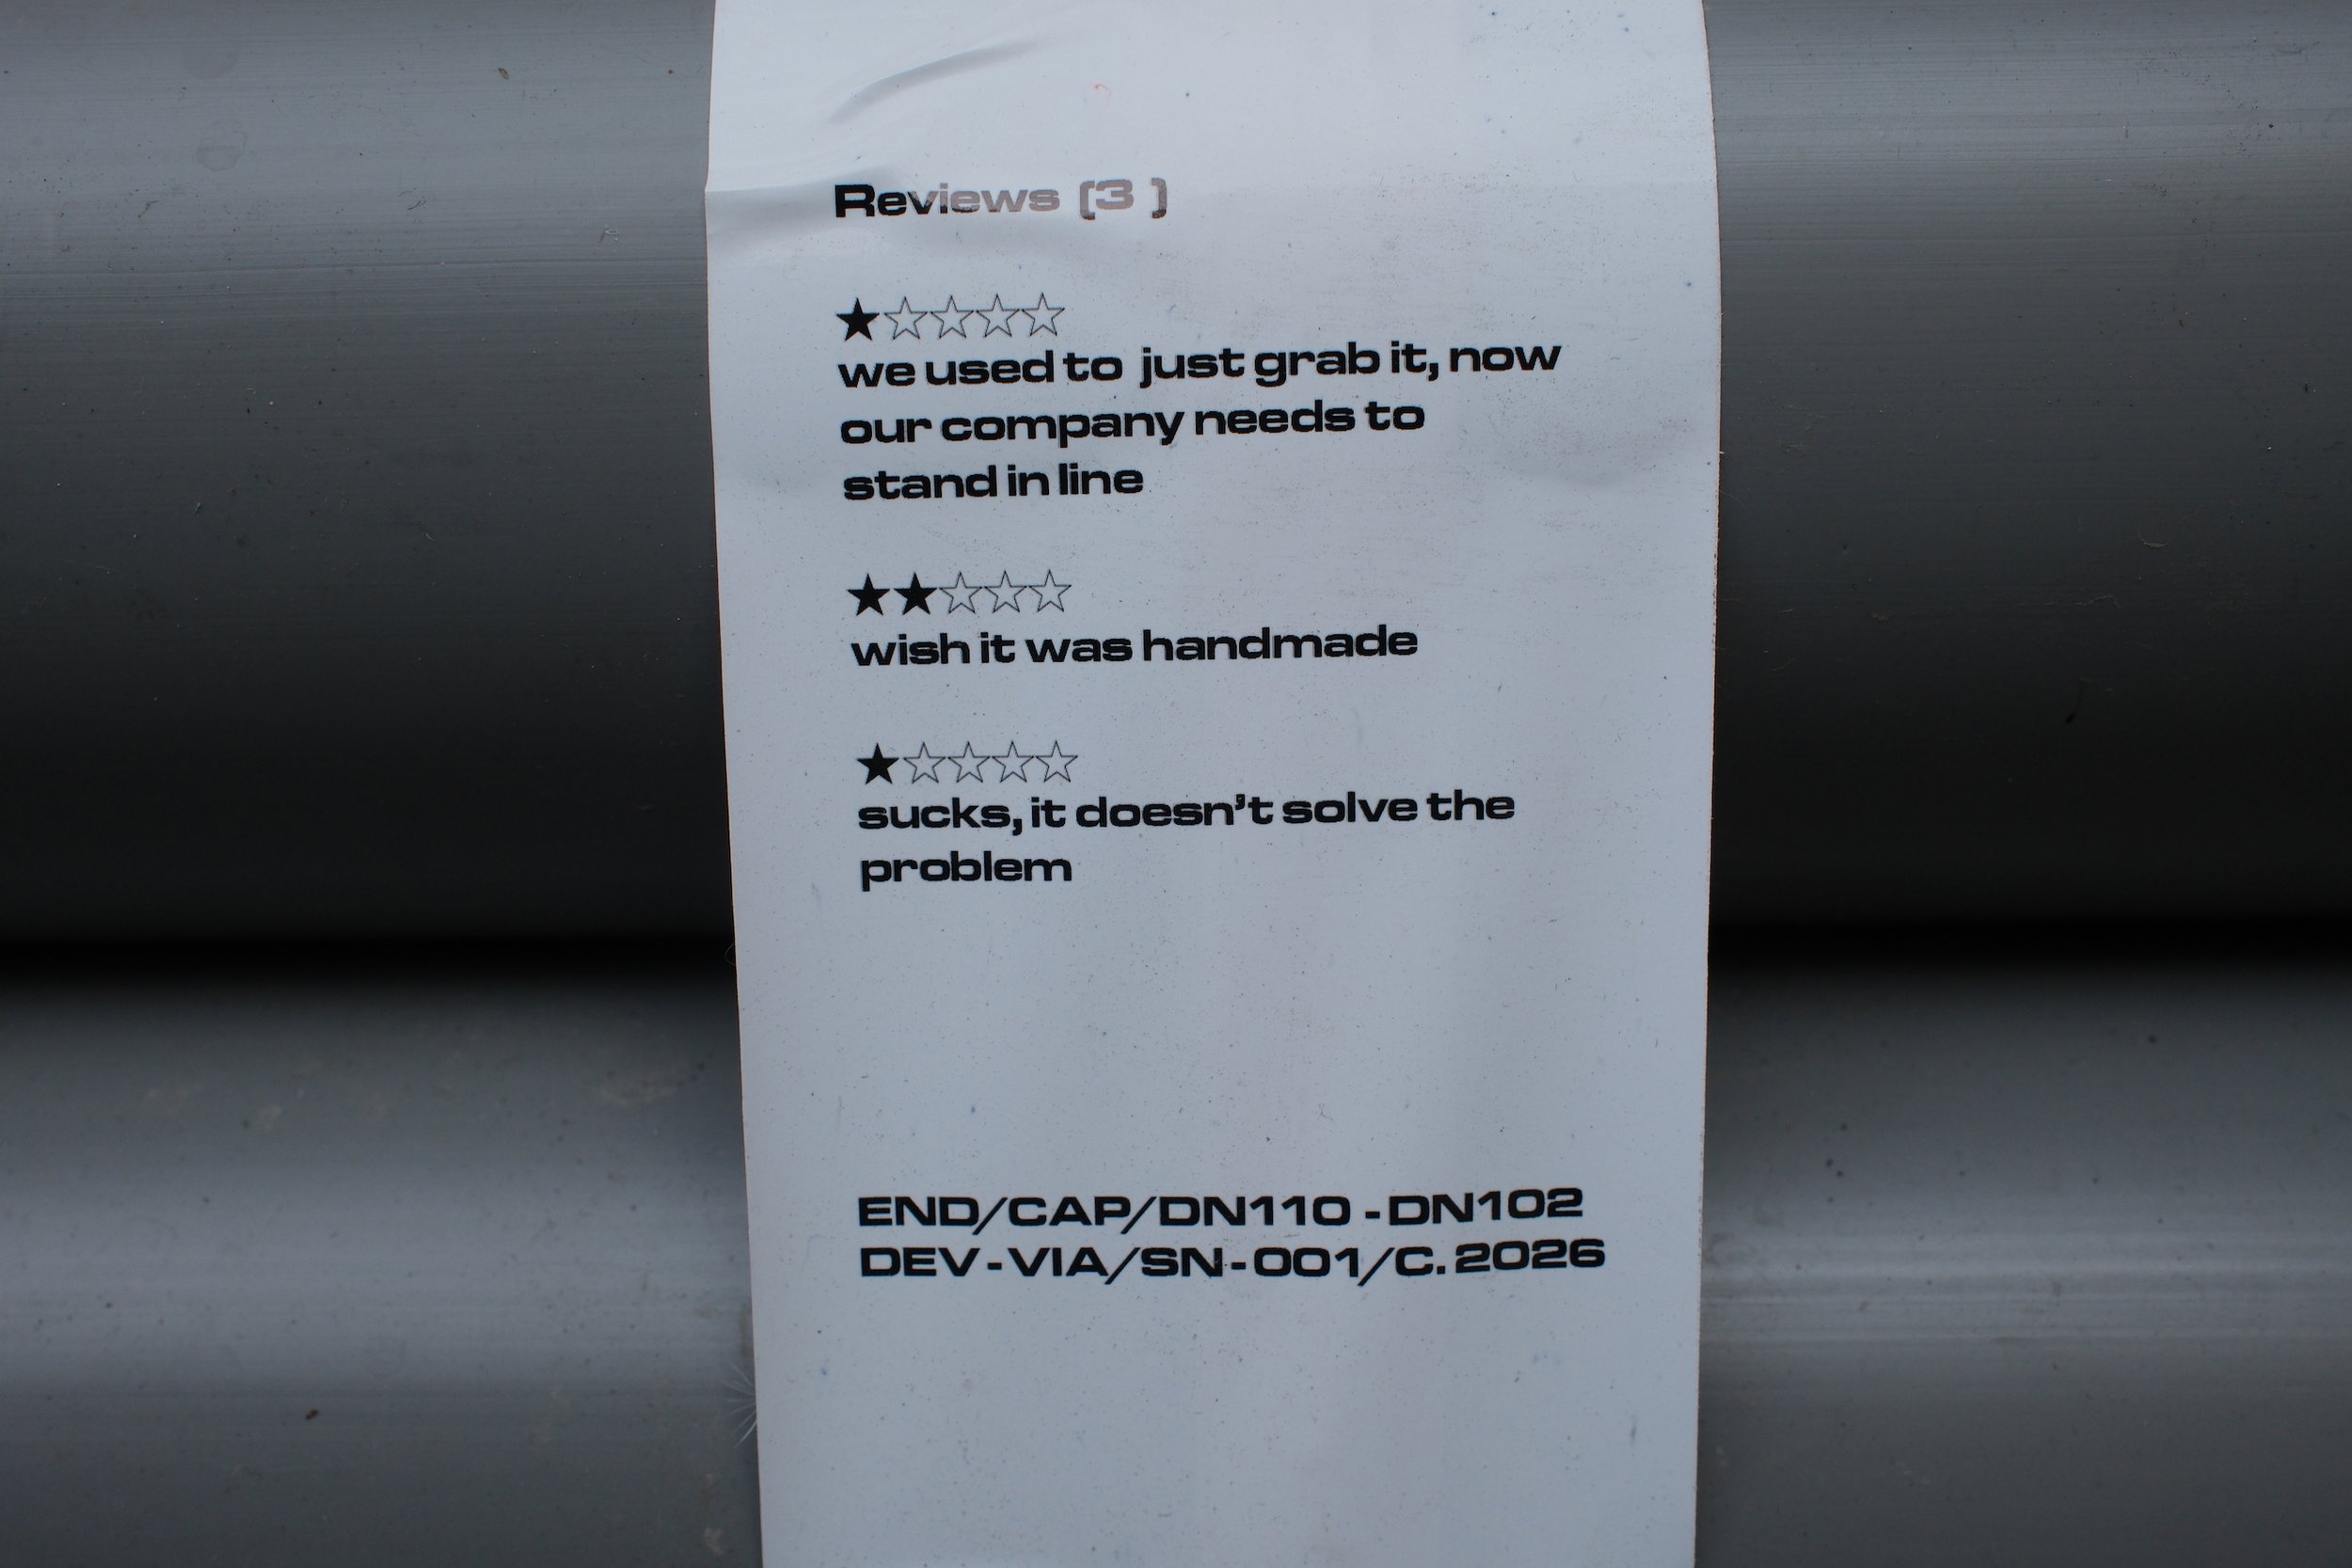 Reviews (3 )
★☆☆☆☆
we used to just grab it, now
our company needs to
stand in line
★★☆☆☆
wish it was handmade
★☆☆☆☆
sucks, it doesn't solve the
problem
END/CAP/DN110 - DN102
DEV - VIA/SN-001/C. 2026